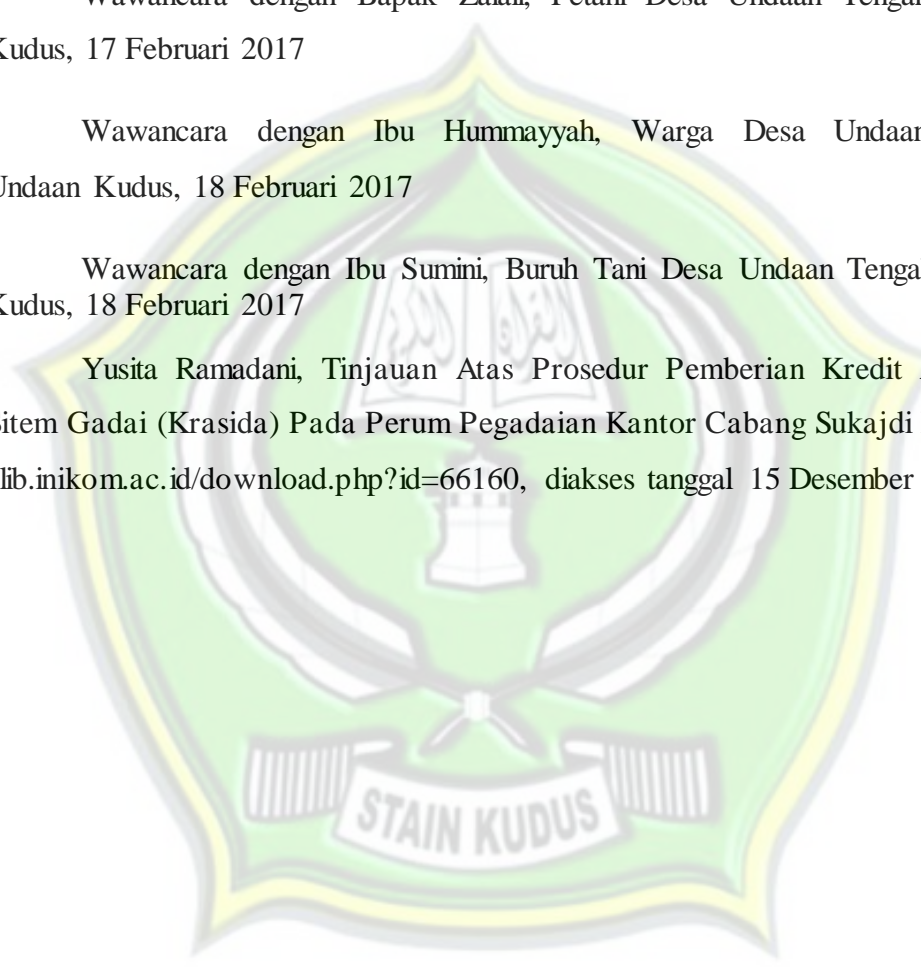 Wawancara dengan Bapak Zalali, Petani Desa Undaan Tengah
Kudus, 17 Februari 2017
Wawancara dengan Ibu Hummayyah, Warga Desa Undaan
Undaan Kudus, 18 Februari 2017
Wawancara dengan Ibu Sumini, Buruh Tani Desa Undaan Tenga
Kudus, 18 Februari 2017
Yusita Ramadani, Tinjauan Atas Prosedur Pemberian Kredit
Sitem Gadai (Krasida) Pada Perum Pegadaian Kantor Cabang Sukajdi
lib.inikom.ac.id/download.php?id=66160, diakses tanggal 15 Desember
STAIN KUDUS